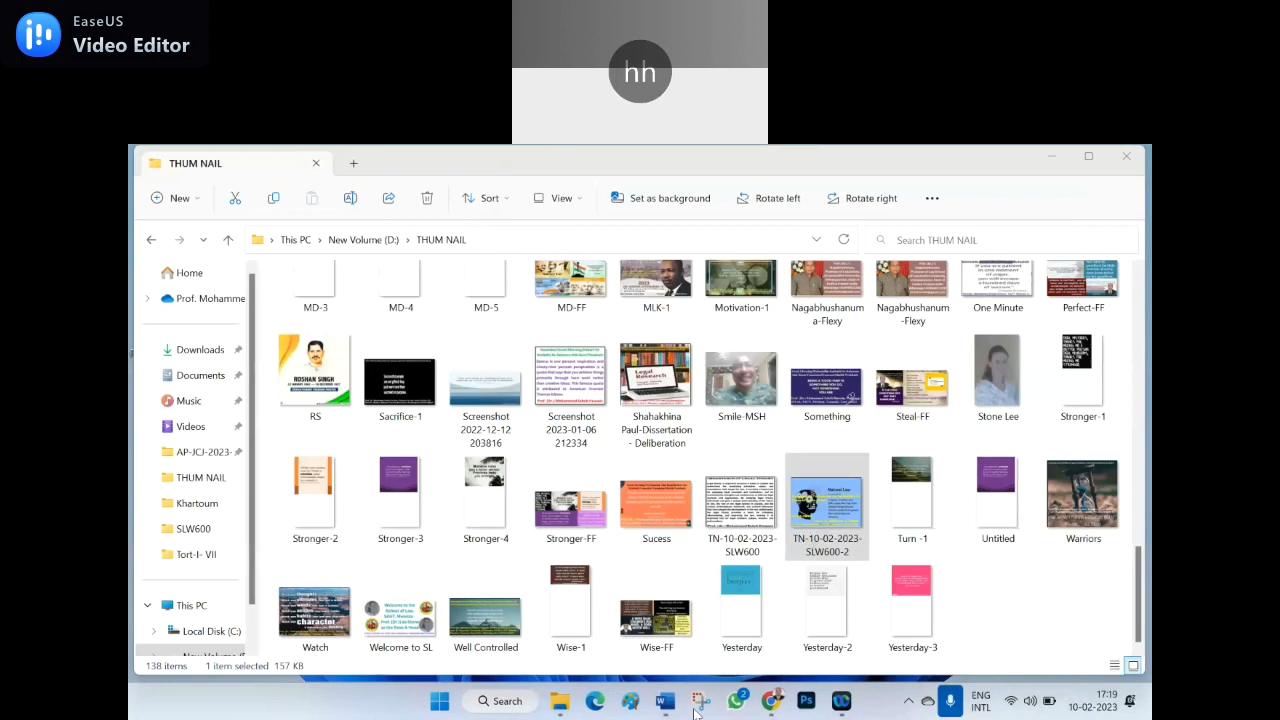 EaseUS
Video Editor
hh
THUM NAIL
New
Sort
View
Set as background
Rotate left
Rotate right
This PC > New Volume (D:) > THUM NAIL
Search THUM NAIL
Home
Prof. Mohamme
Downloads
Documents
Music
Videos
AP-JCJ-2023-
THUM NAIL
Khartoum
SLW600
Tort-I- VII
This PC
Local Disk (C:)
MD-3
MD-4
MD-5
MD-FF
MLK-1
Motivation-1
Nagabhushanum
a-Flexy
Nagabhushanum
-Flexy
One Minute
Perfect-FF
ROSHAN SINGH
Legal
Research
RS
Sacrifice-1
Screenshot
2022-12-12
203816
Screenshot
2023-01-06
212334
Shahakhina
Paul-Dissertation
- Deliberation
Smile-MSH
Something
Steal-FF
Stone Lee
Stronger-1
Stronger-2
Stronger-3
Stronger-4
Stronger-FF
Sucess
TN-10-02-2023-
SLW600
TN-10-02-2023-
SLW600-2
Turn -1
Untitled
Warriors
Watch
Welcome to SL
Well Controlled
Wise-1
Wise-FF
Yesterday
Yesterday-2
Yesterday-3
138 items
1 item selected 157 KB
Search
2
ENG
INTL
17:19
10-02-2023